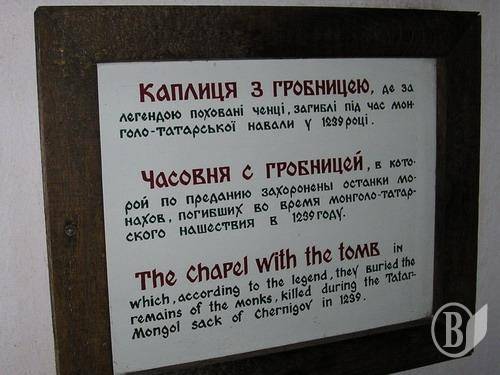 Каплиця з гробницею, де за
легендою поховані ченці, загиблі під час мон-
голо-татарської навали у 1239 році.
Часовня с гробницей, в кото-
рой по преданию захоронены останки мо-
нахов, погивших во время монголо-татар-
ского нашествия в 1239 году.
The Chapel with the tomb in
which, according to the legend, they buried the
remains of the monks, killed during the Tatar-
Mongol sack of Chernigov in 1239.
B